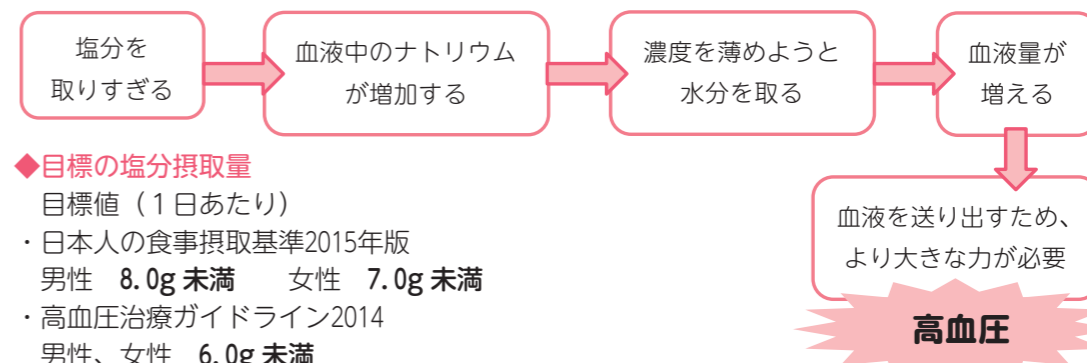 塩分を
取りすぎる
血液中のナトリウム
が増加する
濃度を薄めようと
水分を取る
血液量が
増える
血液を送り出すため、
より大きな力が必要
高血圧
◆目標の塩分摂取量
目標値（１日あたり）
・日本人の食事摂取基準2015年版
男性　8.0g 未満　　女性　7.0g 未満
・高血圧治療ガイドライン2014
男性、女性　6.0g 未満